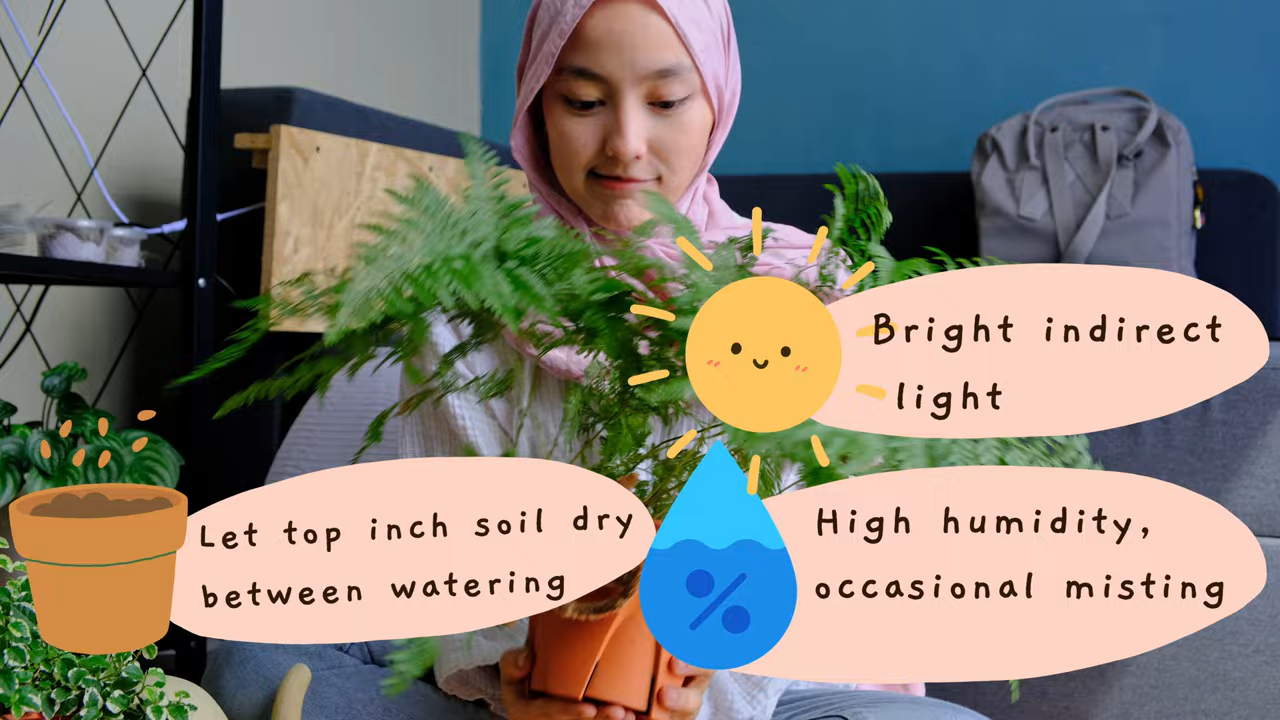 Bright indirect
light
Let top inch soil dry
between watering
High humidity,
occasional misting
%